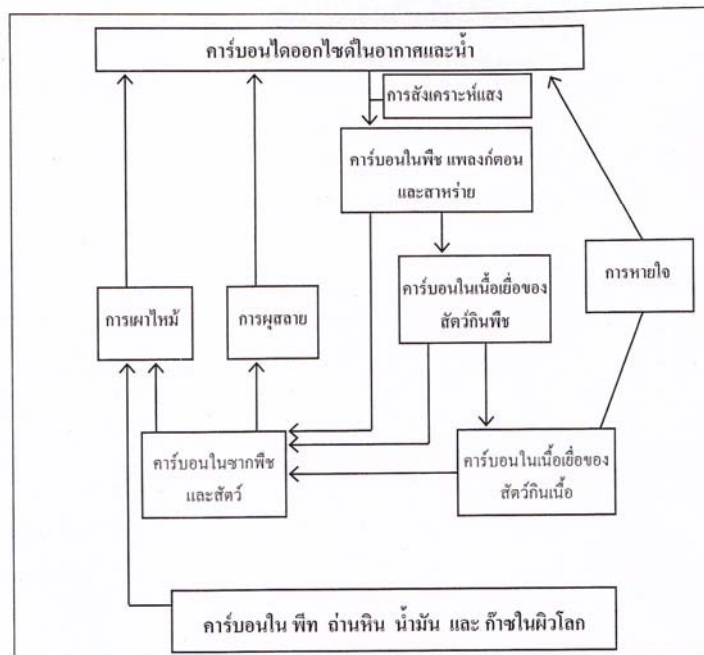 คาร์บอนไดออกไซด์ในอากาศและน้ำ
การสังเคราะห์แสง
คาร์บอนในพืช แพลงก์ตอน
และสาหร่าย
คาร์บอนในเนื้อเยื่อของ
สัตว์กินพืช
การหายใจ
การเผาไหม้
การผุสลาย
คาร์บอนในซากพืช
และสัตว์
คาร์บอนในเนื้อเยื่อของ
สัตว์กินเนื้อ
คาร์บอนใน พีท ถ่านหิน น้ำมัน และ ก๊าซในผิวโลก